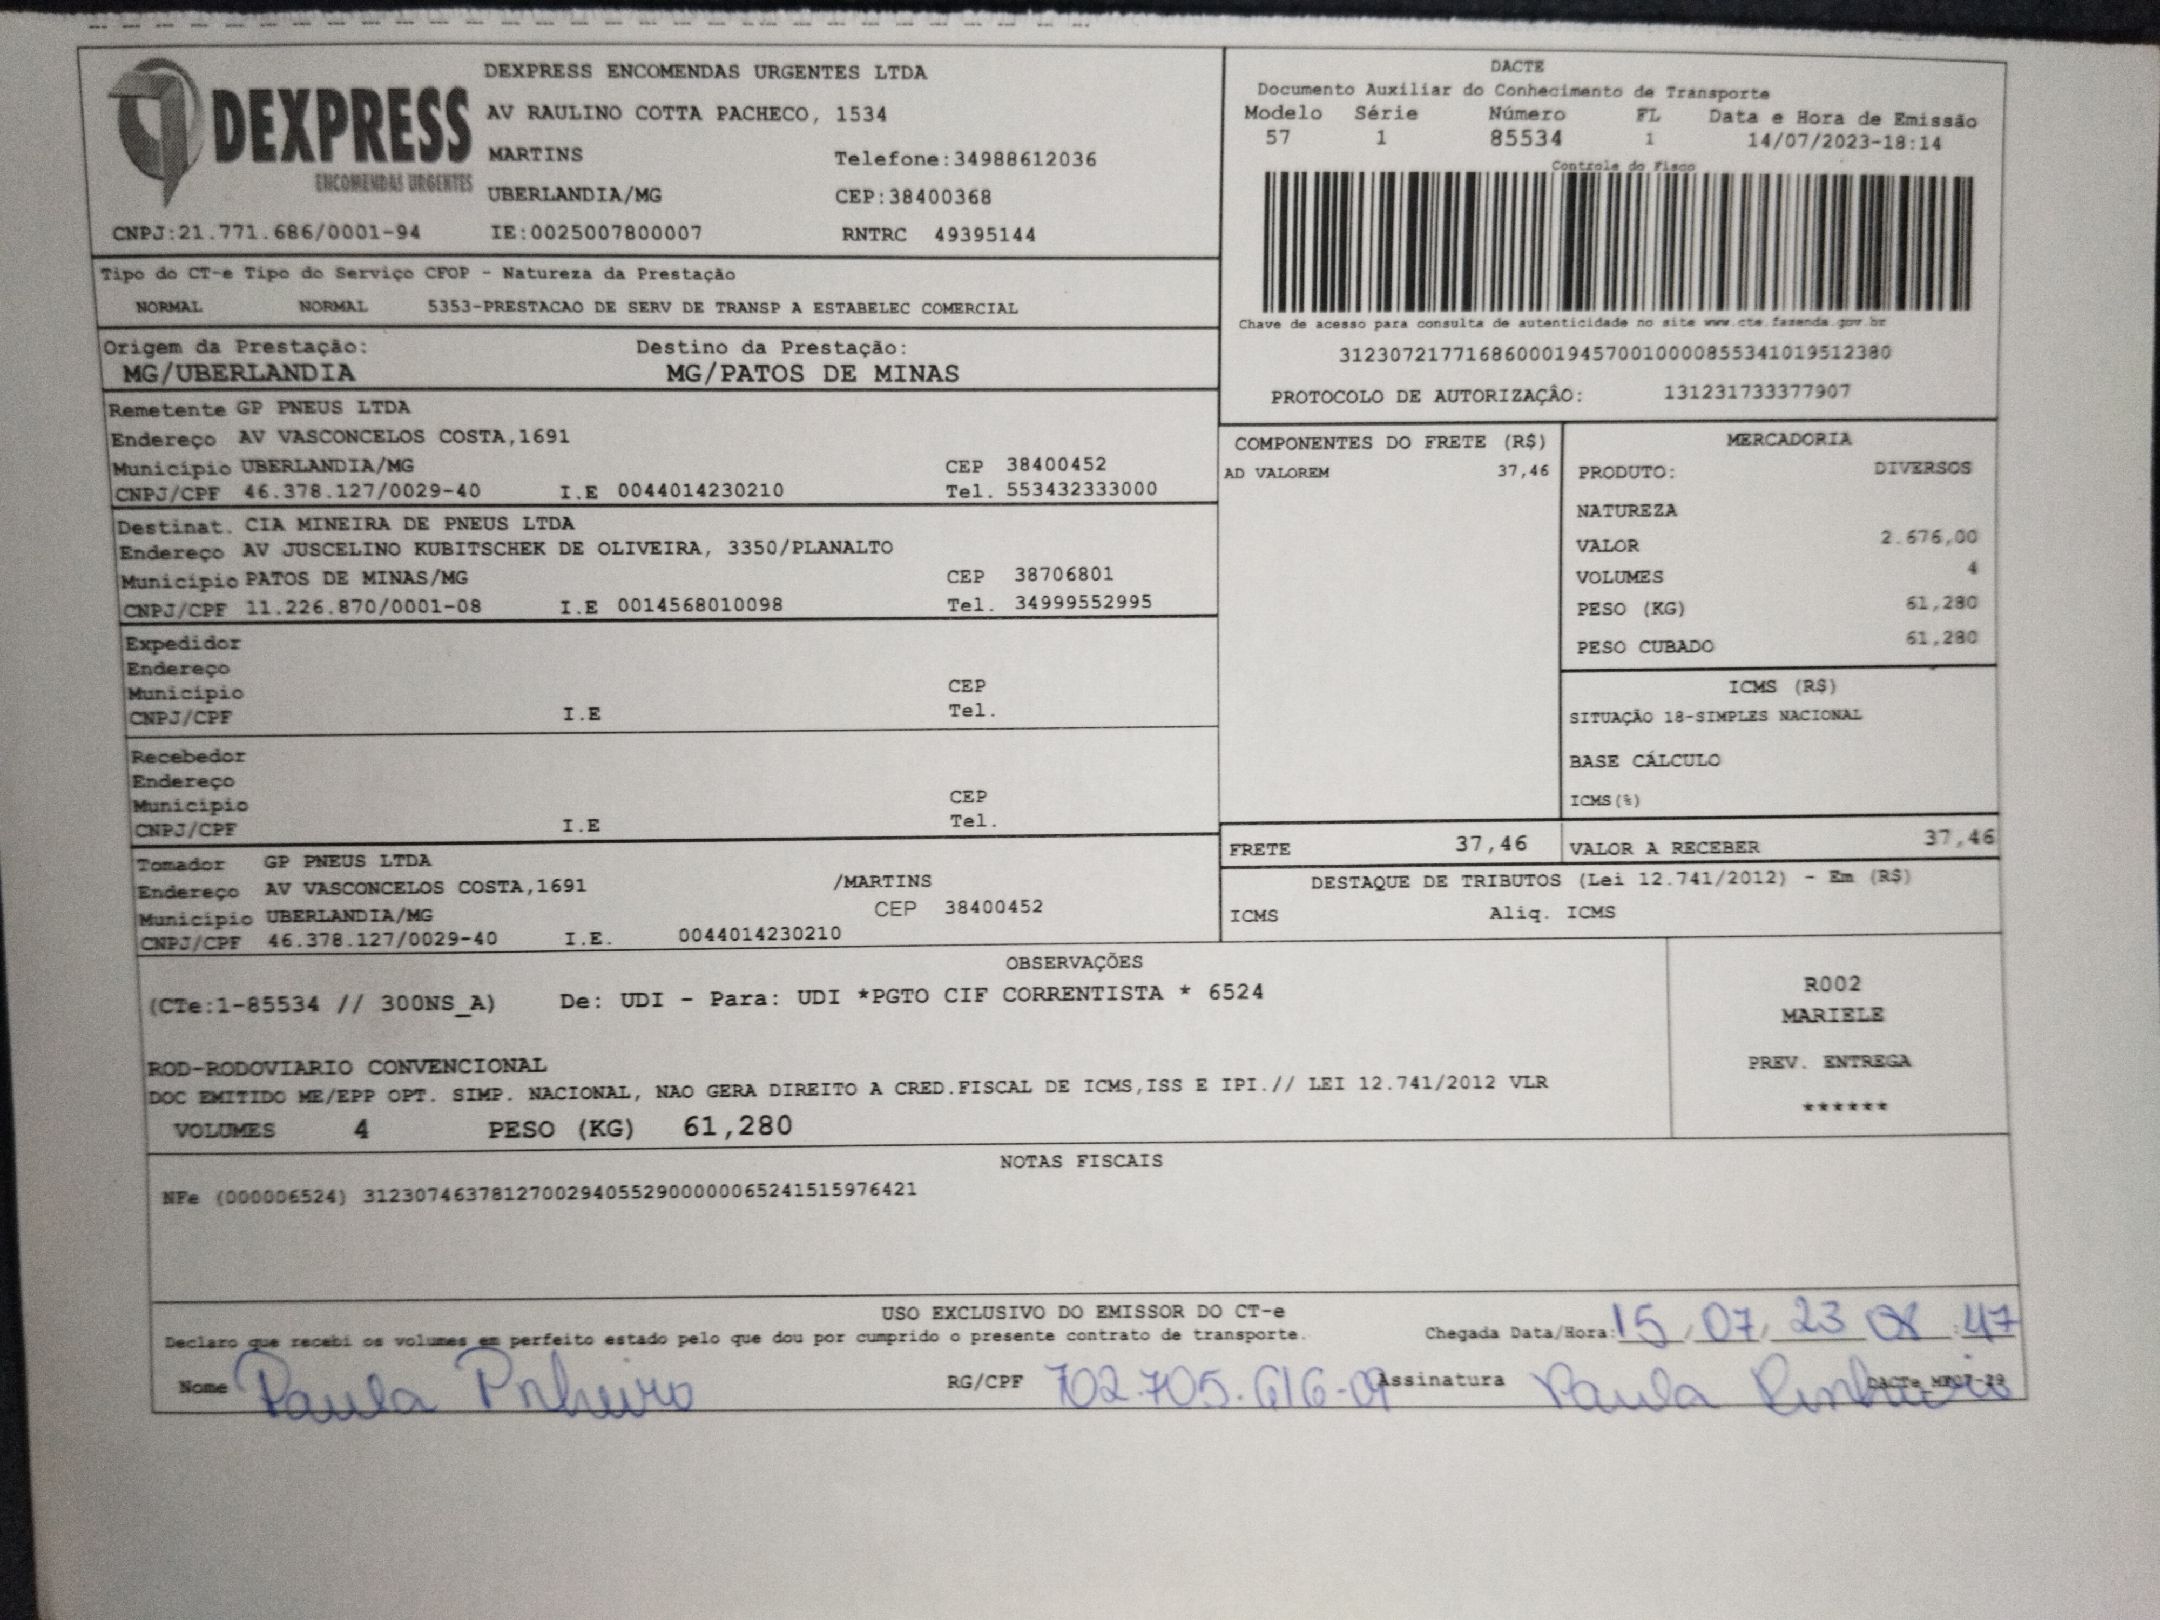 DEXPRESS
ENCOMENDAS URGENTES
DEXPRESS ENCOMENDAS URGENTES LTDA
AV RAULINO COTTA PACHECO, 1534
MARTINS Telefone:34988612036
UBERLANDIA/MG CEP:38400368
CNPJ:21.771.686/0001-94 IE:0025007800007 RNTRC 49395144
DACTE
Documento Auxiliar do Conhecimento de Transporte
Modelo Série Número FL Data e Hora de Emissão
57 1 85534 1 14/07/2023-18:14
Controle do Fisco
Chave de acesso para consulta de autenticidade no site www.cte.fazenda.gov.br
31230721771686000194570010000855341019512380
PROTOCOLO DE AUTORIZAÇÂO: 131231733377907
Tipo do CT-e Tipo do Serviço CFOP - Natureza da Prestação
NORMAL NORMAL 5353-PRESTACAO DE SERV DE TRANSP A ESTABELEC COMERCIAL
Origem da Prestação: Destino da Prestação:
MG/UBERLANDIA MG/PATOS DE MINAS
Remetente GP PNEUS LTDA
Endereço AV VASCONCELOS COSTA,1691
Município UBERLANDIA/MG CEP 38400452
CNPJ/CPF 46.378.127/0029-40 I.E 0044014230210 Tel. 553432333000
Destinat. CIA MINEIRA DE PNEUS LTDA
Endereço AV JUSCELINO KUBITSCHEK DE OLIVEIRA, 3350/PLANALTO
Município PATOS DE MINAS/MG CEP 38706801
CNPJ/CPF 11.226.870/0001-08 I.E 0014568010098 Tel. 34999552995
Expedidor
Endereço
Município CEP
CNPJ/CPF I.E Tel.
Recebedor
Endereço
Município CEP
CNPJ/CPF I.E Tel.
Tomador GP PNEUS LTDA
Endereço AV VASCONCELOS COSTA,1691 /MARTINS
Município UBERLANDIA/MG CEP 38400452
CNPJ/CPF 46.378.127/0029-40 I.E. 0044014230210
COMPONENTES DO FRETE (R$)
AD VALOREM 37,46
MERCADORIA
PRODUTO: DIVERSOS
NATUREZA
VALOR 2.676,00
VOLUMES 4
PESO (KG) 61,280
PESO CUBADO 61,280
ICMS (R$)
SITUAÇÃO 18-SIMPLES NACIONAL
BASE CÁLCULO
ICMS(%)
FRETE 37,46 VALOR A RECEBER 37,46
DESTAQUE DE TRIBUTOS (Lei 12.741/2012) - Em (R$)
ICMS Aliq. ICMS
OBSERVAÇÕES
(CTe:1-85534 // 300NS_A) De: UDI - Para: UDI *PGTO CIF CORRENTISTA * 6524
ROD-RODOVIARIO CONVENCIONAL
DOC EMITIDO ME/EPP OPT. SIMP. NACIONAL, NAO GERA DIREITO A CRED.FISCAL DE ICMS,ISS E IPI.// LEI 12.741/2012 VLR
VOLUMES 4 PESO (KG) 61,280
R002
MARIELE
PREV. ENTREGA
******
NOTAS FISCAIS
NFe (000006524) 31230746378127002940552900000065241515976421
USO EXCLUSIVO DO EMISSOR DO CT-e
Declaro que recebi os volumes em perfeito estado pelo que dou por cumprido o presente contrato de transporte. Chegada Data/Hora: 15/07/23 08:47
Nome Paula Pinheiro RG/CPF 702.705.616-09 Assinatura Paula Pinheiro DACTe